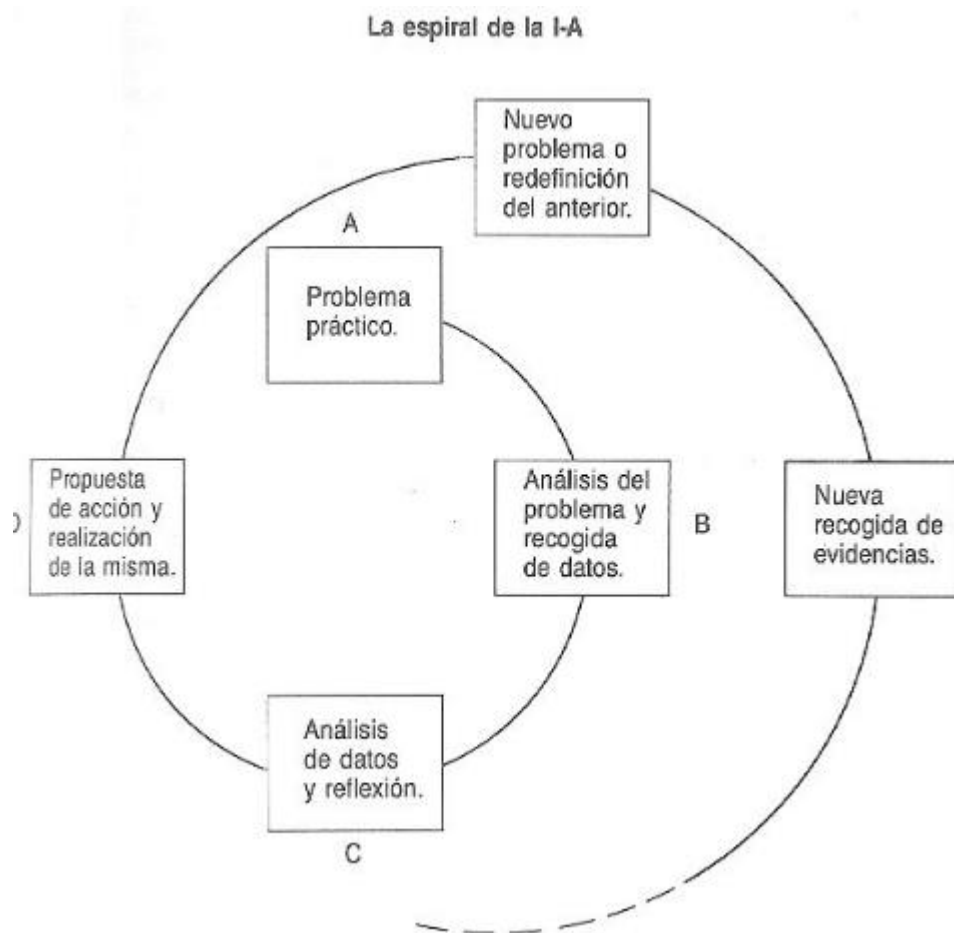 La espiral de la I-A
Nuevo
problema o
redefinición
del anterior.
A
Problema
práctico.
Propuesta
de acción y
realización
de la misma.
Análisis del
problema y
recogida
de datos.
B
Nueva
recogida de
evidencias.
Análisis
de datos
y reflexión.
C